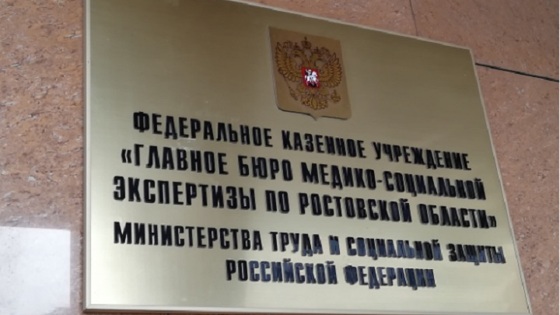 ФЕДЕРАЛЬНОЕ КАЗЕННОЕ УЧРЕЖДЕНИЕ
«ГЛАВНОЕ БЮРО МЕДИКО-СОЦИАЛЬНОЙ
ЭКСПЕРТИЗЫ ПО РОСТОВСКОЙ ОБЛАСТИ»
МИНИСТЕРСТВА ТРУДА И СОЦИАЛЬНОЙ ЗАЩИТЫ
РОССИЙСКОЙ ФЕДЕРАЦИИ